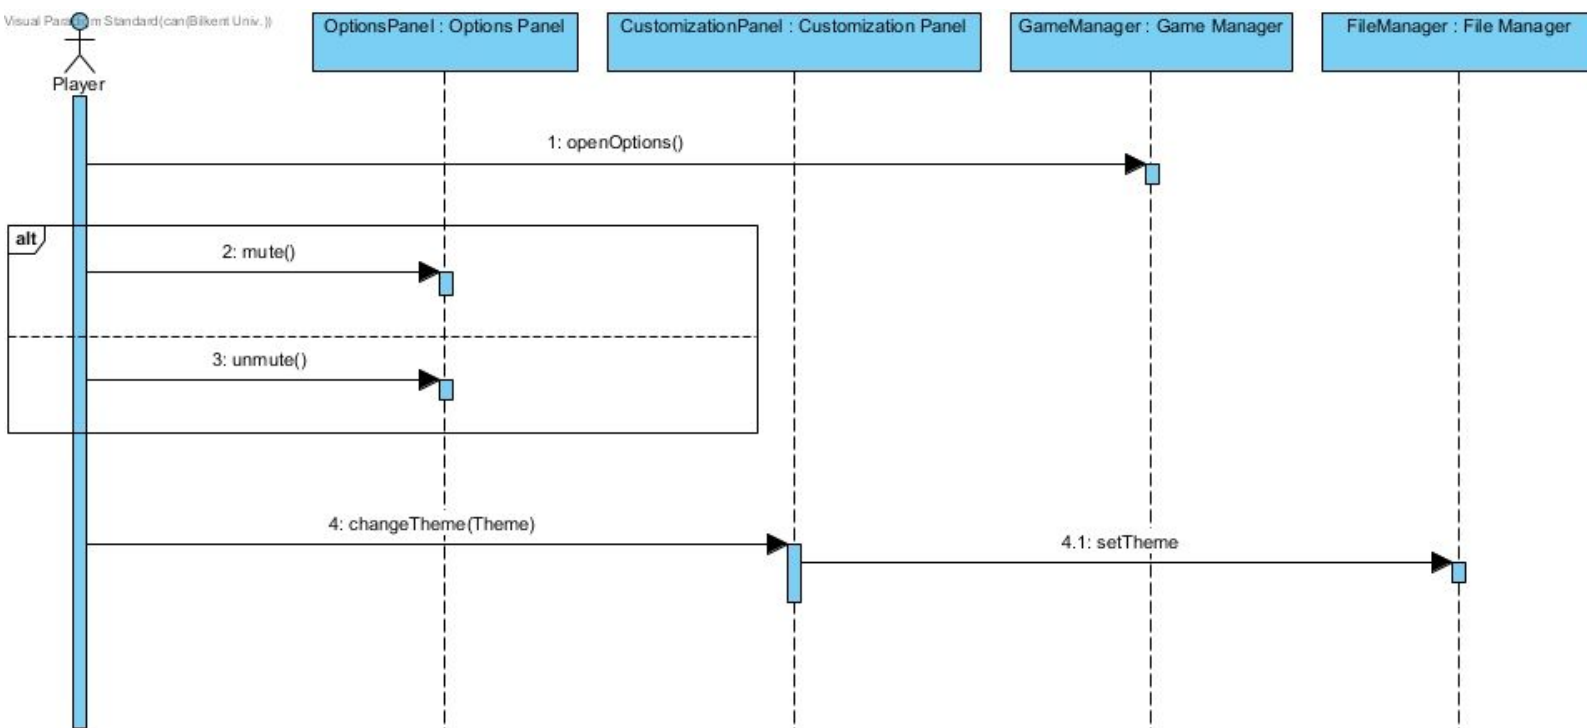 Visual Paradigm Standard(can(Bilkent Univ.))
Player
OptionsPanel : Options Panel
CustomizationPanel : Customization Panel
GameManager : Game Manager
FileManager : File Manager
1: openOptions()
alt
2: mute()
3: unmute()
4: changeTheme(Theme)
4.1: setTheme